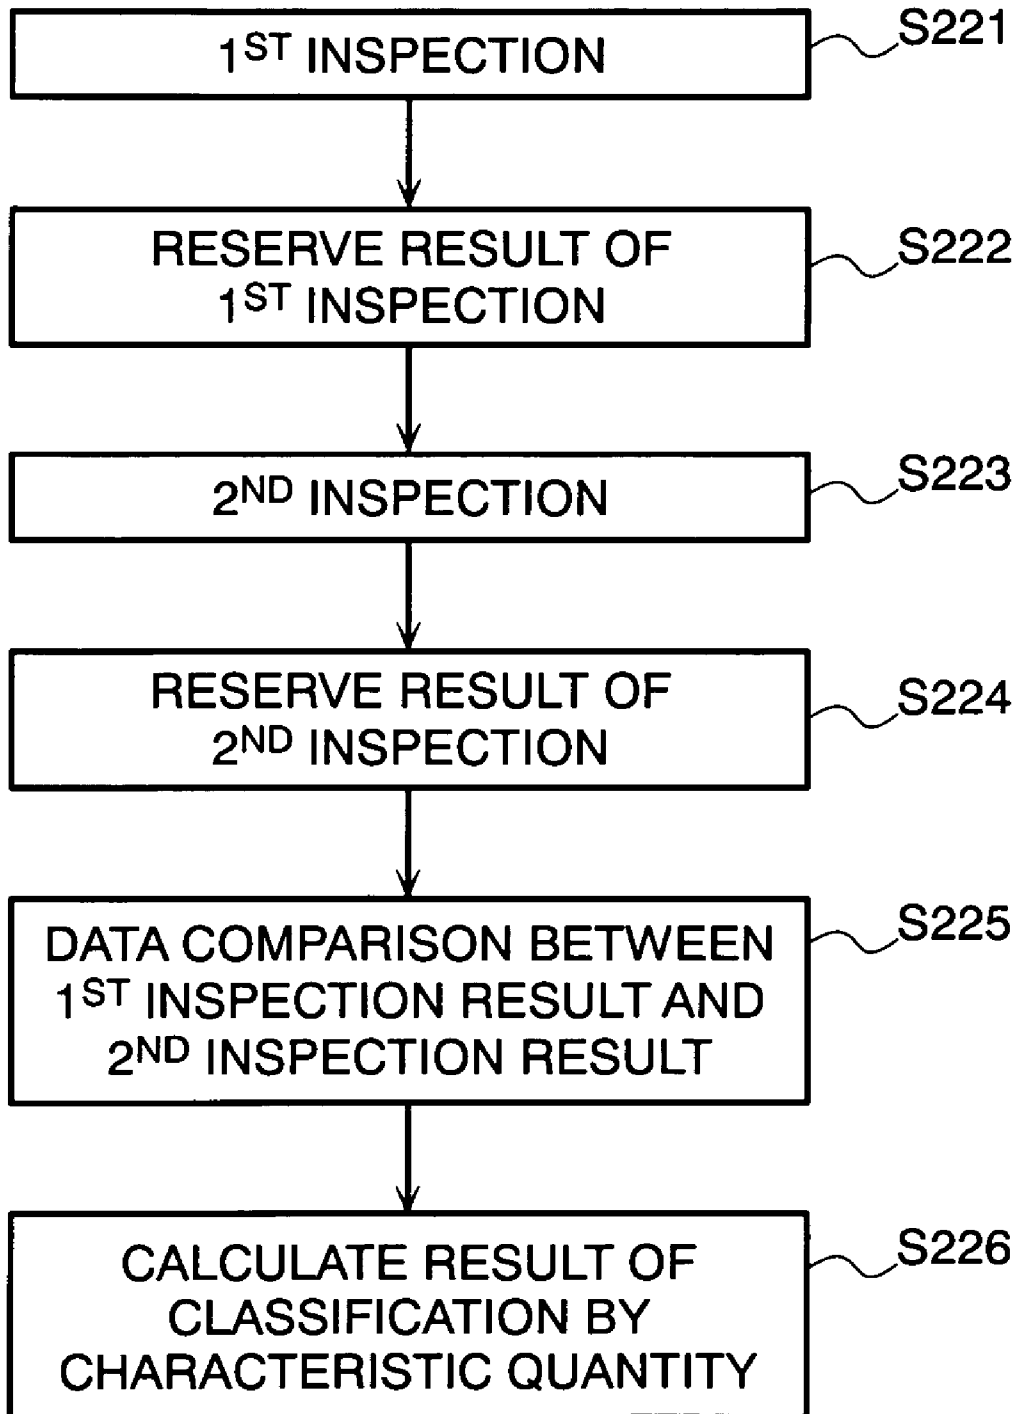 1ST INSPECTION
S221
RESERVE RESULT OF
1ST INSPECTION
S222
2ND INSPECTION
S223
RESERVE RESULT OF
2ND INSPECTION
S224
DATA COMPARISON BETWEEN
1ST INSPECTION RESULT AND
2ND INSPECTION RESULT
S225
CALCULATE RESULT OF
CLASSIFICATION BY
CHARACTERISTIC QUANTITY
S226